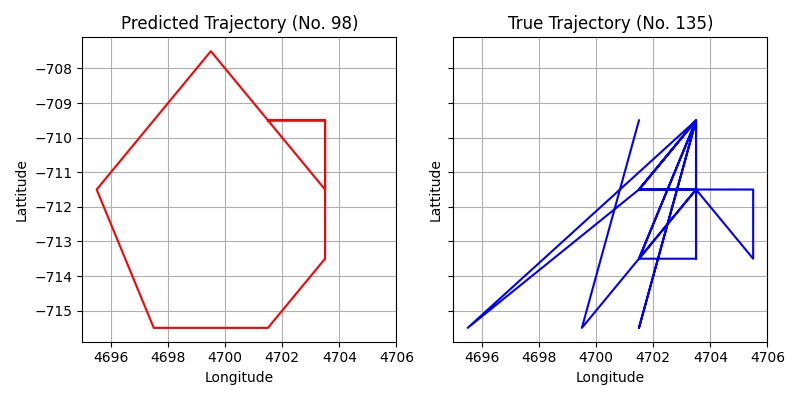 Predicted Trajectory (No. 98)
True Trajectory (No. 135)
−708
−709
−710
−711
−712
−713
−714
−715
Lattitude
Lattitude
4696 4698 4700 4702 4704 4706
4696 4698 4700 4702 4704 4706
Longitude
Longitude